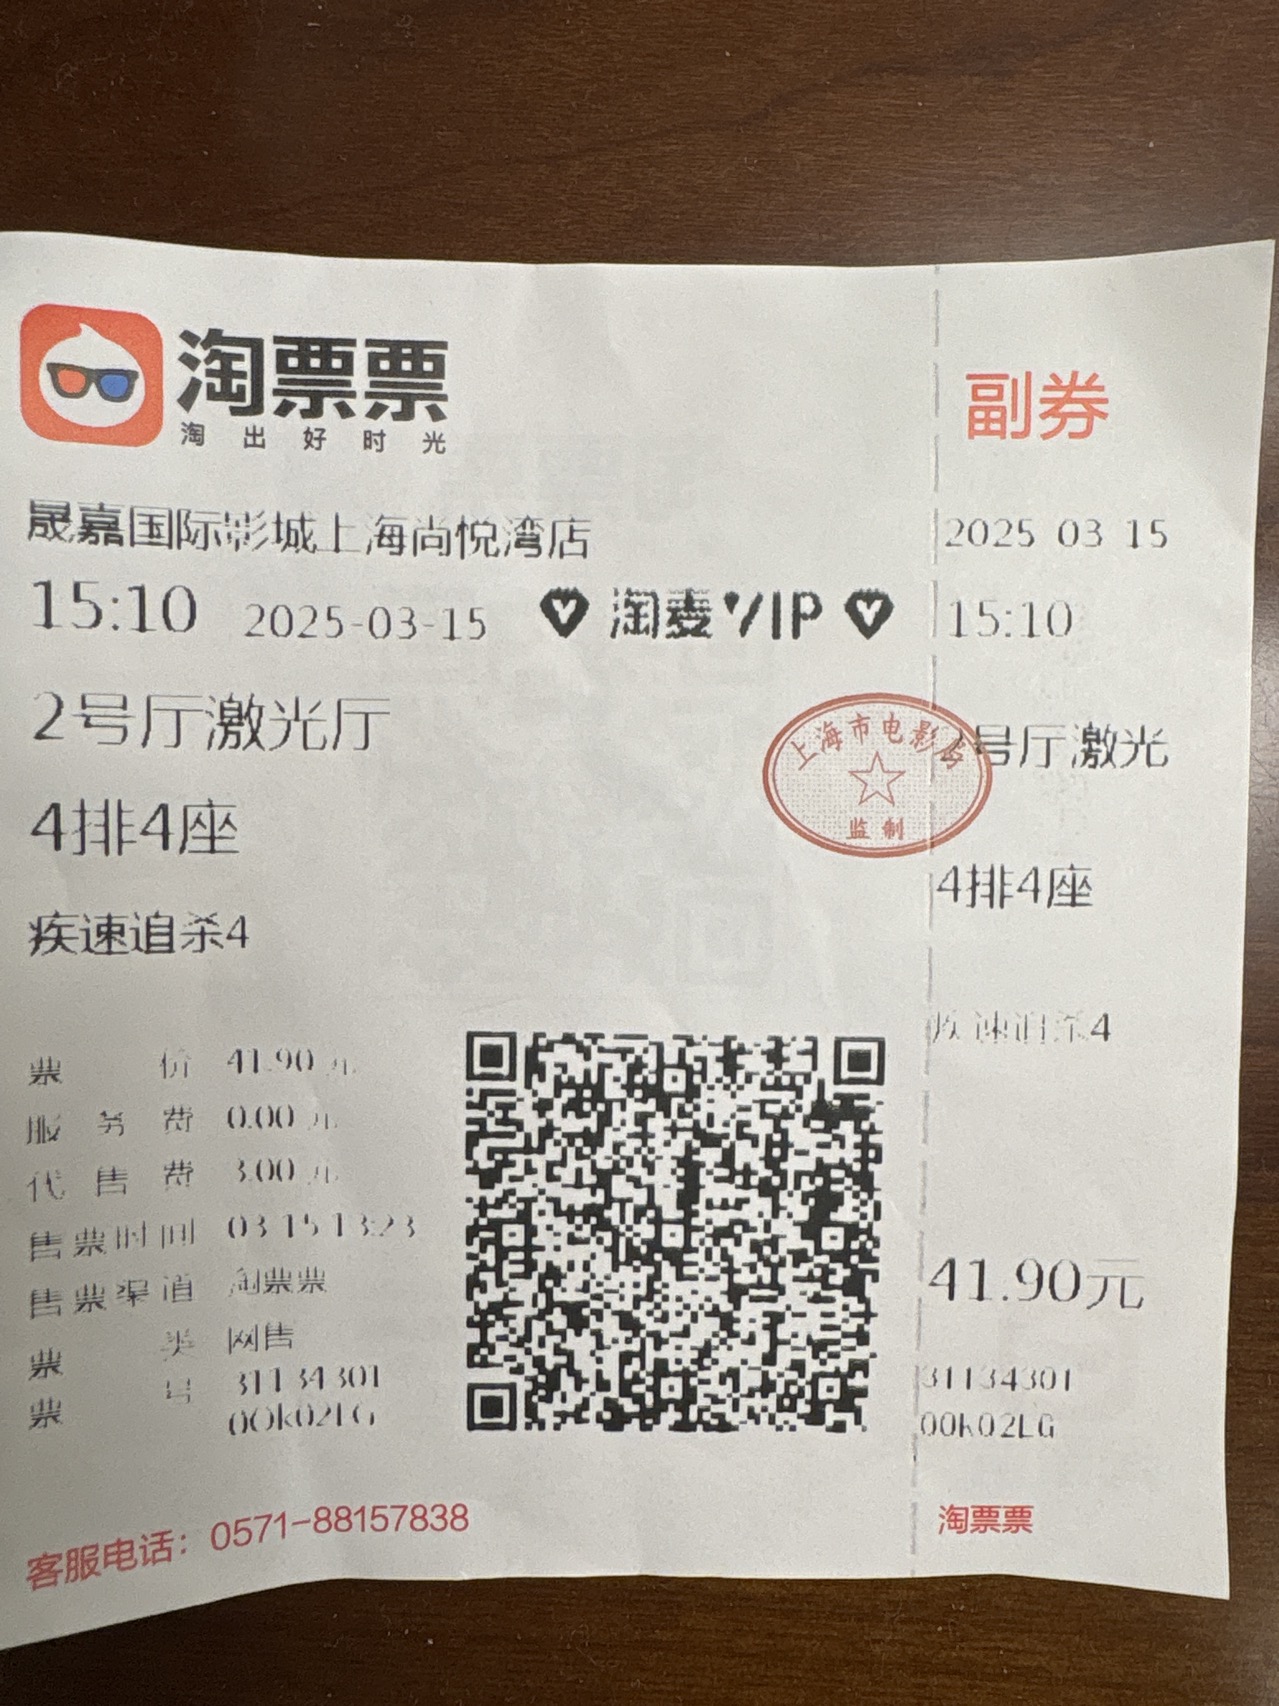 淘票票
淘出好时光
晟嘉国际影城上海尚悦湾店
15:10 2025-03-15 淘麦VIP
2号厅激光厅
4排4座
疾速追杀4
票价 41.90元
服务费 0.00元
代售费 3.00元
售票时间 03 15 13:23
售票渠道 淘票票
票类 网售
票号 31134301
00k02LG
客服电话：0571-88157838
上海市电影局
监制
副券
2025 03 15
15:10
2号厅激光
4排4座
疾速追杀4
41.90元
31134301
00k02LG
淘票票